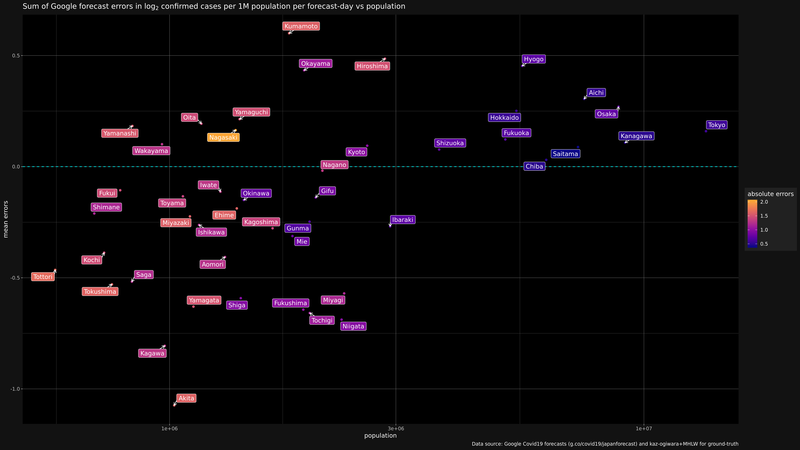 Sum of Google forecast errors in log2 confirmed cases per 1M population per forecast-day vs population
Kumamoto
Hyogo
Okayama
Hiroshima
Aichi
Yamaguchi
Osaka
Oita
Hokkaido
Tokyo
Yamanashi
Fukuoka
Nagasaki
Kanagawa
Shizuoka
Wakayama
Kyoto
Saitama
Nagano
Chiba
Iwate
Fukui
Okinawa
Gifu
Toyama
Shimane
Ehime
Miyazaki
Kagoshima
Ibaraki
Gunma
Ishikawa
Mie
Kochi
Aomori
Tottori
Saga
Tokushima
Yamagata
Miyagi
Shiga
Fukushima
Tochigi
Niigata
Kagawa
Akita
0.5
0.0
-0.5
-1.0
mean errors
1e+06
3e+06
1e+07
population
absolute errors
2.0
1.5
1.0
0.5
Data source: Google Covid19 forecasts (g.co/covid19/japanforecast) and kaz-ogiwara+MHLW for ground-truth